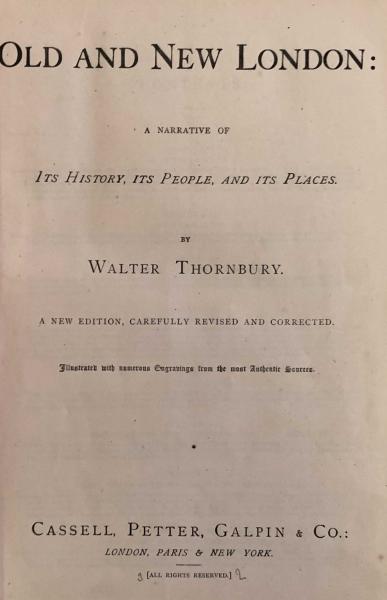 OLD AND NEW LONDON:
A NARRATIVE OF
ITS HISTORY, ITS PEOPLE, AND ITS PLACES.
BY
WALTER THORNBURY.
A NEW EDITION, CAREFULLY REVISED AND CORRECTED.
Illustrated with numerous Engravings from the most Authentic Sources.
CASSELL, PETTER, GALPIN & CO.:
LONDON, PARIS & NEW YORK.
[ALL RIGHTS RESERVED.]